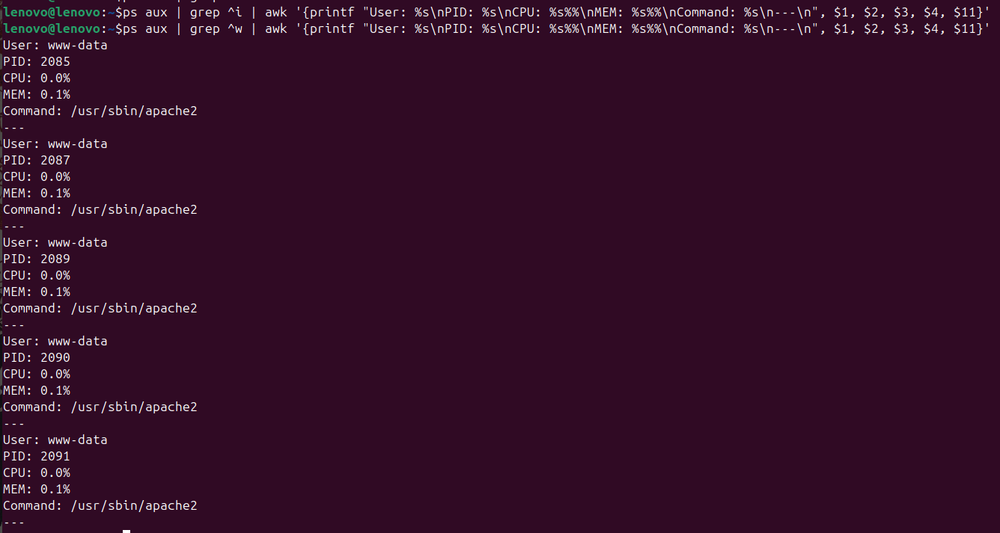 lenovo@lenovo:~$ps aux | grep ^i | awk '{printf "User: %s\nPID: %s\nCPU: %s%%\nMEM: %s%%\nCommand: %s\n---\n", $1, $2, $3, $4, $11}'
lenovo@lenovo:~$ps aux | grep ^w | awk '{printf "User: %s\nPID: %s\nCPU: %s%%\nMEM: %s%%\nCommand: %s\n---\n", $1, $2, $3, $4, $11}'
User: www-data
PID: 2085
CPU: 0.0%
MEM: 0.1%
Command: /usr/sbin/apache2
---
User: www-data
PID: 2087
CPU: 0.0%
MEM: 0.1%
Command: /usr/sbin/apache2
---
User: www-data
PID: 2089
CPU: 0.0%
MEM: 0.1%
Command: /usr/sbin/apache2
---
User: www-data
PID: 2090
CPU: 0.0%
MEM: 0.1%
Command: /usr/sbin/apache2
---
User: www-data
PID: 2091
CPU: 0.0%
MEM: 0.1%
Command: /usr/sbin/apache2
---